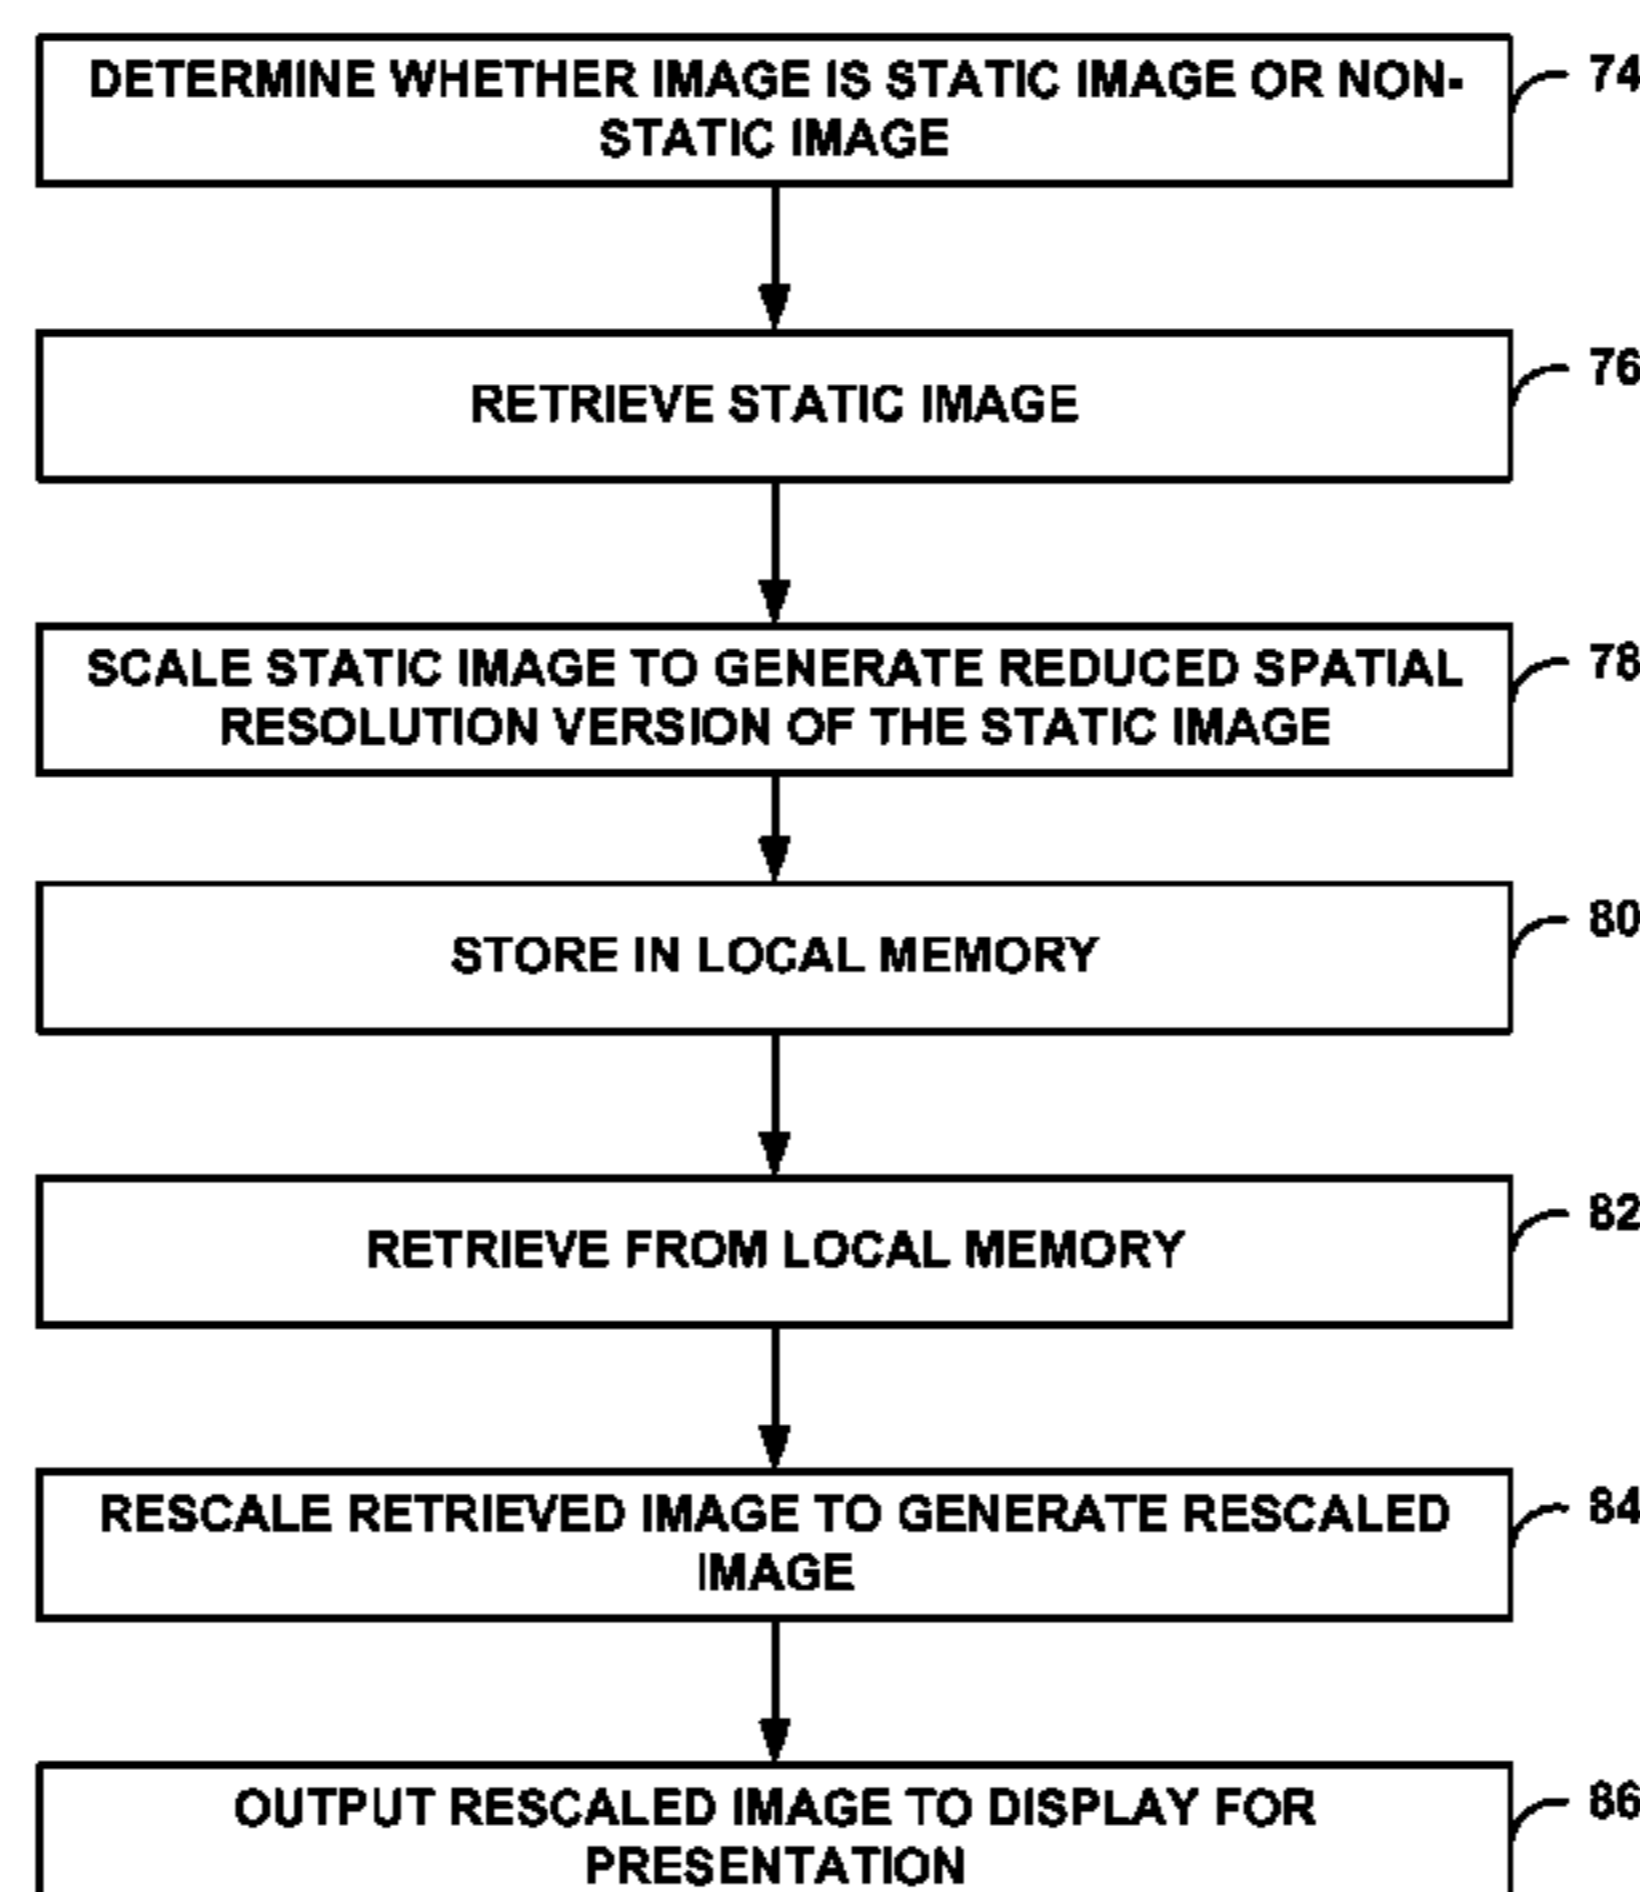 DETERMINE WHETHER IMAGE IS STATIC IMAGE OR NON-
STATIC IMAGE
74
RETRIEVE STATIC IMAGE
76
SCALE STATIC IMAGE TO GENERATE REDUCED SPATIAL
RESOLUTION VERSION OF THE STATIC IMAGE
78
STORE IN LOCAL MEMORY
80
RETRIEVE FROM LOCAL MEMORY
82
RESCALE RETRIEVED IMAGE TO GENERATE RESCALED
IMAGE
84
OUTPUT RESCALED IMAGE TO DISPLAY FOR
PRESENTATION
86